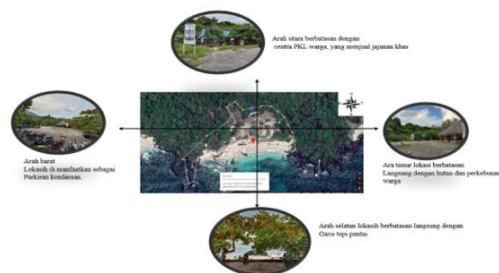 Arah utara berbatasan dengan
centra PKL warga, yang menjual jajanan khas
Arah barat
Lokasih di manfaatkan sebagai
Parkiran kendaraan.
Ara timur lokasi berbatasan
Langsung dengan hutan dan perkebunan
warga
Arah selatan lokasih berbatasan langsung dengan
Garis tepi pantai